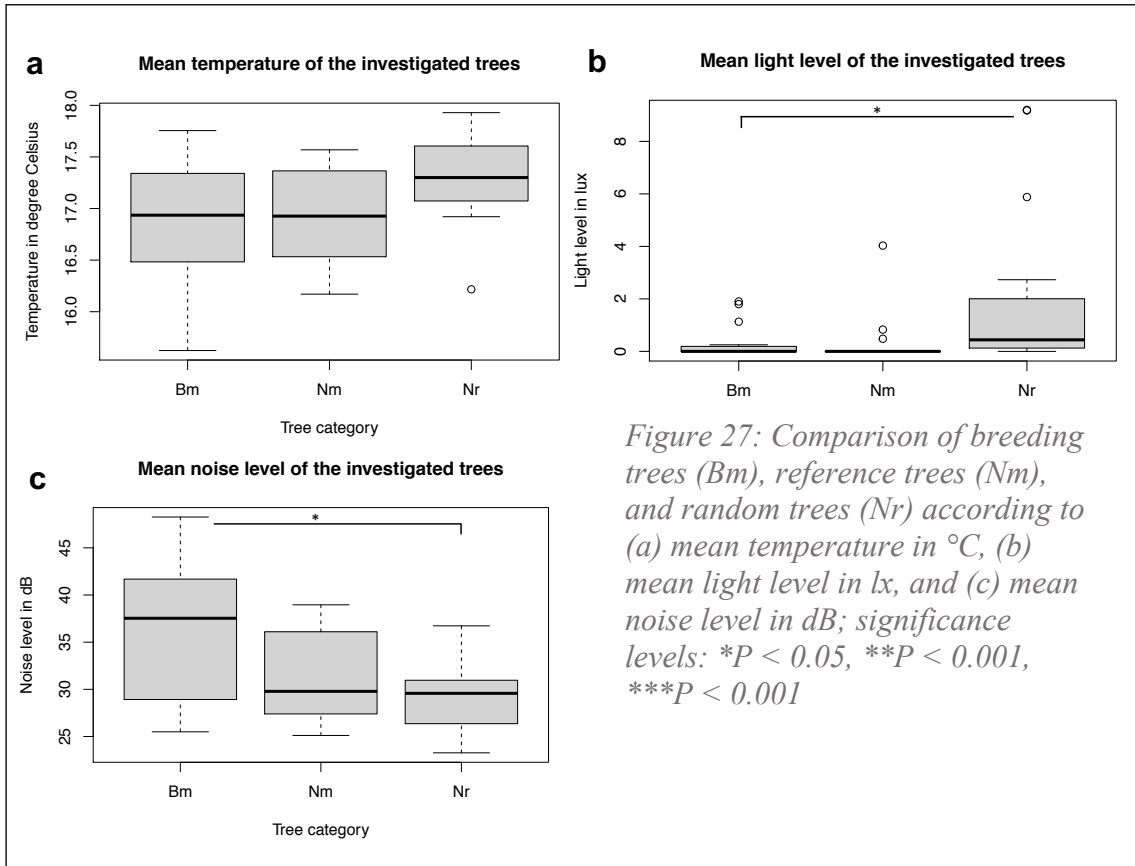 a
Mean temperature of the investigated trees
Temperature in degree Celsius
18.0
17.5
17.0
16.5
16.0
Bm Nm Nr
Tree category
b
Mean light level of the investigated trees
Light level in lux
8
6
4
2
0
*
Bm Nm Nr
c
Mean noise level of the investigated trees
Noise level in dB
45
40
35
30
25
*
Bm Nm Nr
Tree category
Figure 27: Comparison of breeding
trees (Bm), reference trees (Nm),
and random trees (Nr) according to
(a) mean temperature in °C, (b)
mean light level in lx, and (c) mean
noise level in dB; significance
levels: *P < 0.05, **P < 0.001,
***P < 0.001